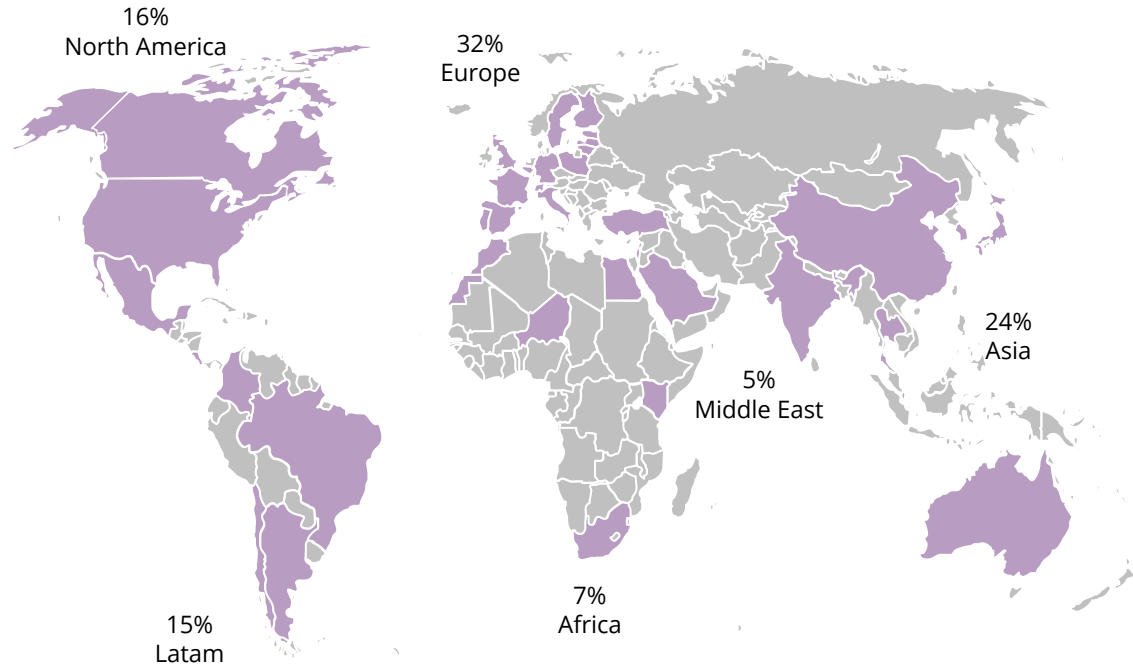 16%
North America
32%
Europe
24%
Asia
5%
Middle East
7%
Africa
15%
Latam